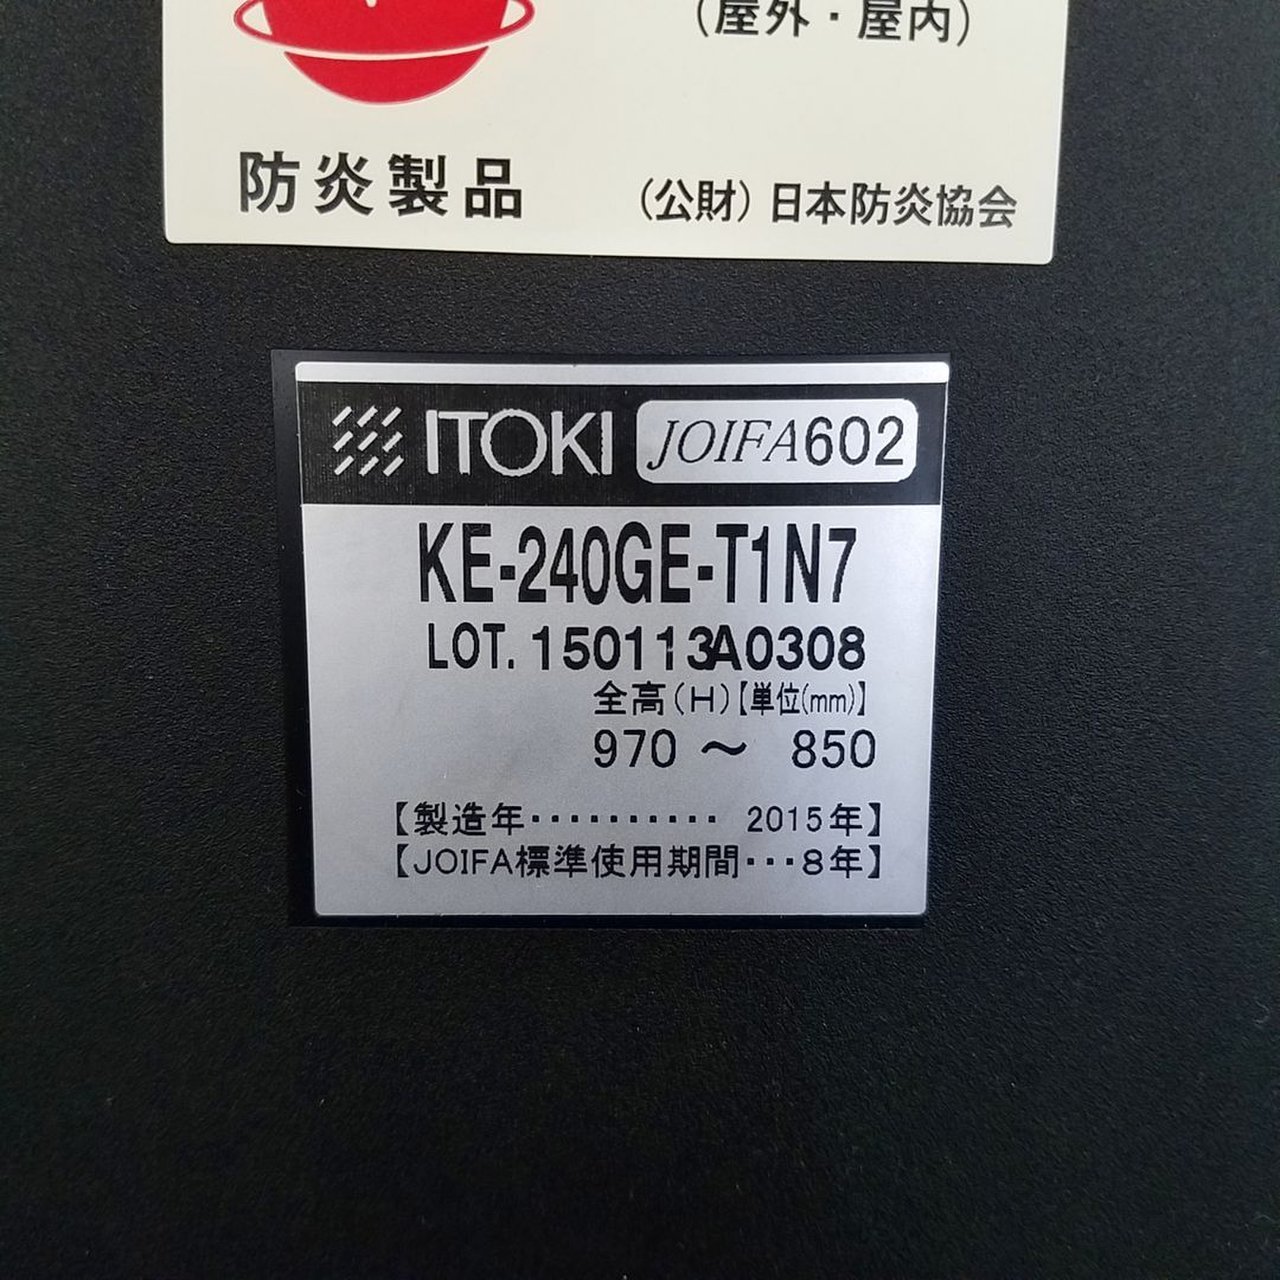 (屋外・屋内)
防炎製品
(公財)日本防炎協会
ITOKI JOIFA602
KE-240GE-T1N7
LOT. 150113A0308
全高(H)【単位(mm)】
970 〜 850
【製造年・・・・・・・・・・ 2015年】
【JOIFA標準使用期間・・・8年】